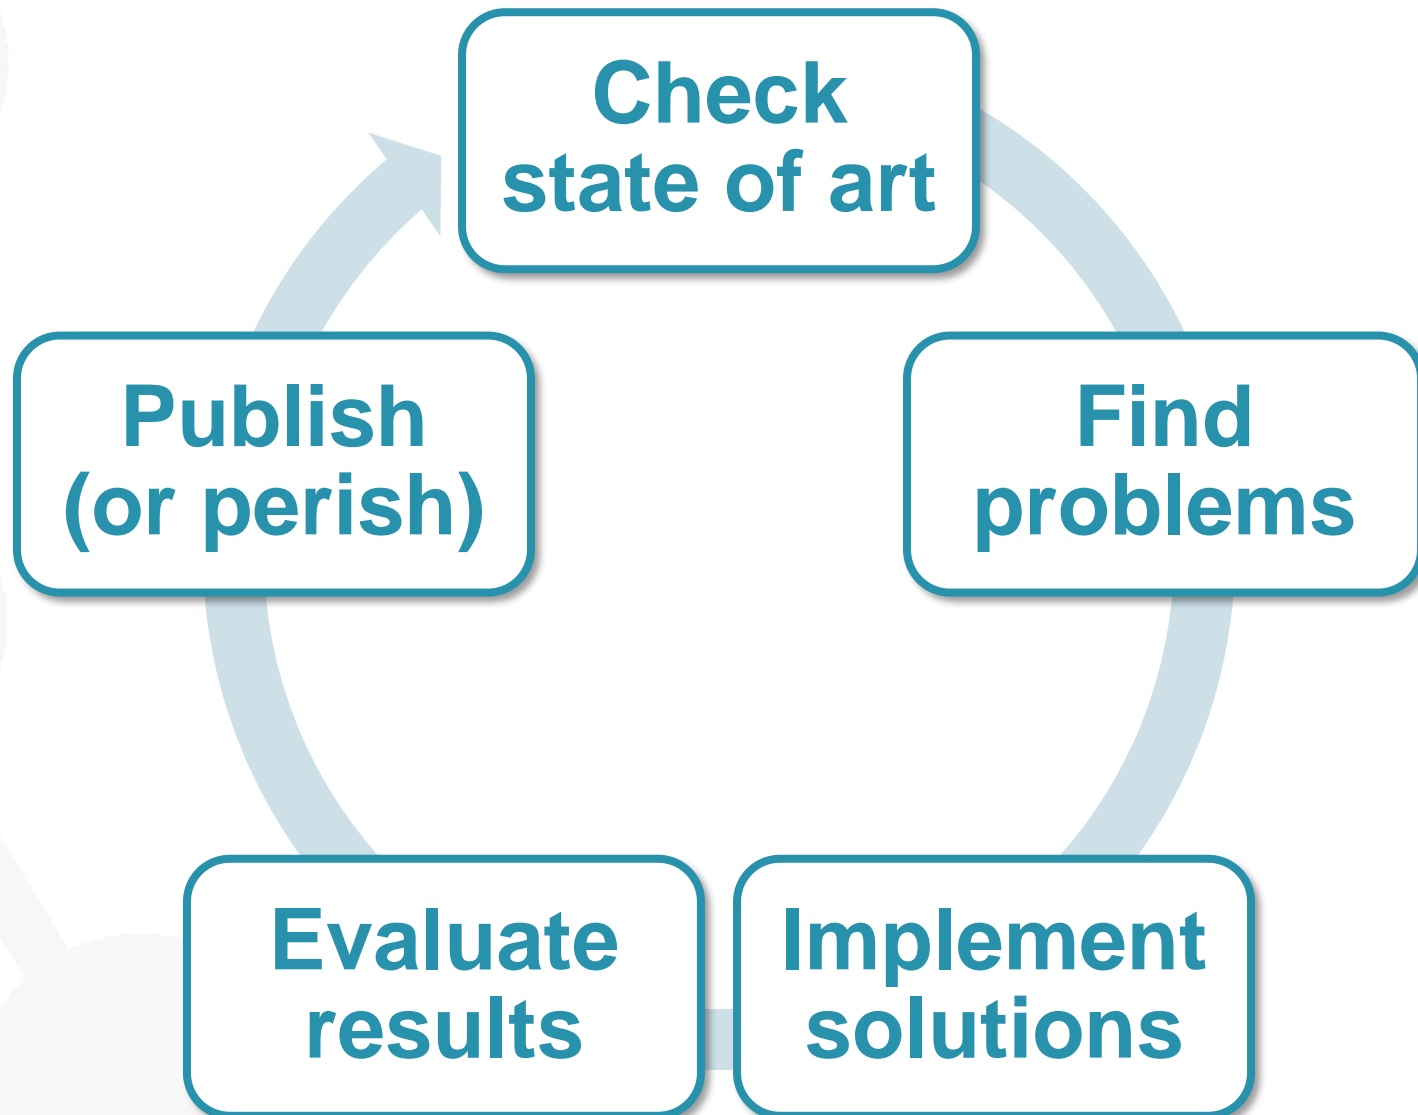 Check
state of art
Find
problems
Implement
solutions
Evaluate
results
Publish
(or perish)